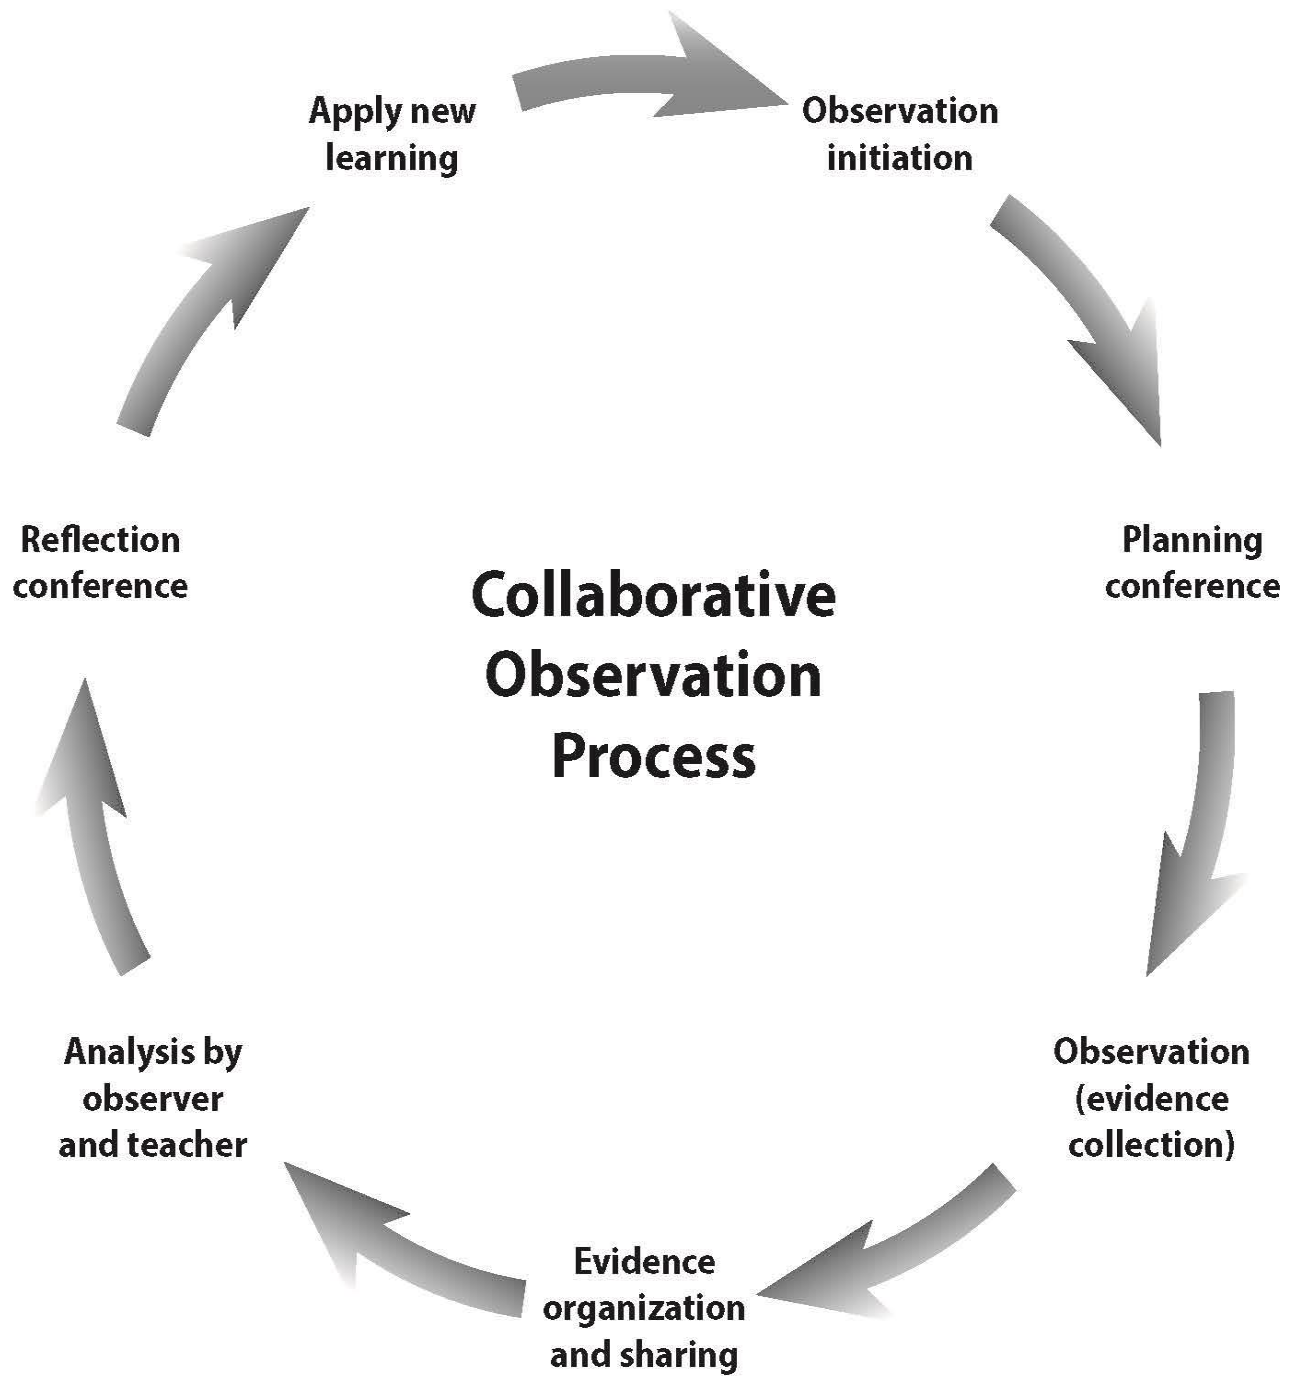 Apply new
learning
Observation
initiation
Planning
conference
Observation
(evidence
collection)
Evidence
organization
and sharing
Analysis by
observer
and teacher
Reflection
conference
Collaborative
Observation
Process